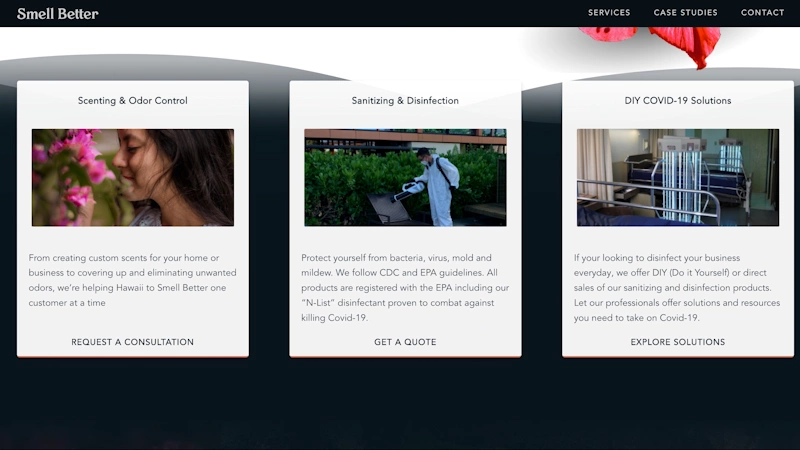 Smell Better
SERVICES CASE STUDIES CONTACT
Scenting & Odor Control
From creating custom scents for your home or
business to covering up and eliminating unwanted
odors, we're helping Hawaii to Smell Better one
customer at a time
REQUEST A CONSULTATION
Sanitizing & Disinfection
Protect yourself from bacteria, virus, mold and
mildew. We follow CDC and EPA guidelines. All
products are registered with the EPA including our
“N-List” disinfectant proven to combat against
killing Covid-19.
GET A QUOTE
DIY COVID-19 Solutions
If your looking to disinfect your business
everyday, we offer DIY (Do it Yourself) or direct
sales of our sanitizing and disinfection products.
Let our professionals offer solutions and resources
you need to take on Covid-19.
EXPLORE SOLUTIONS